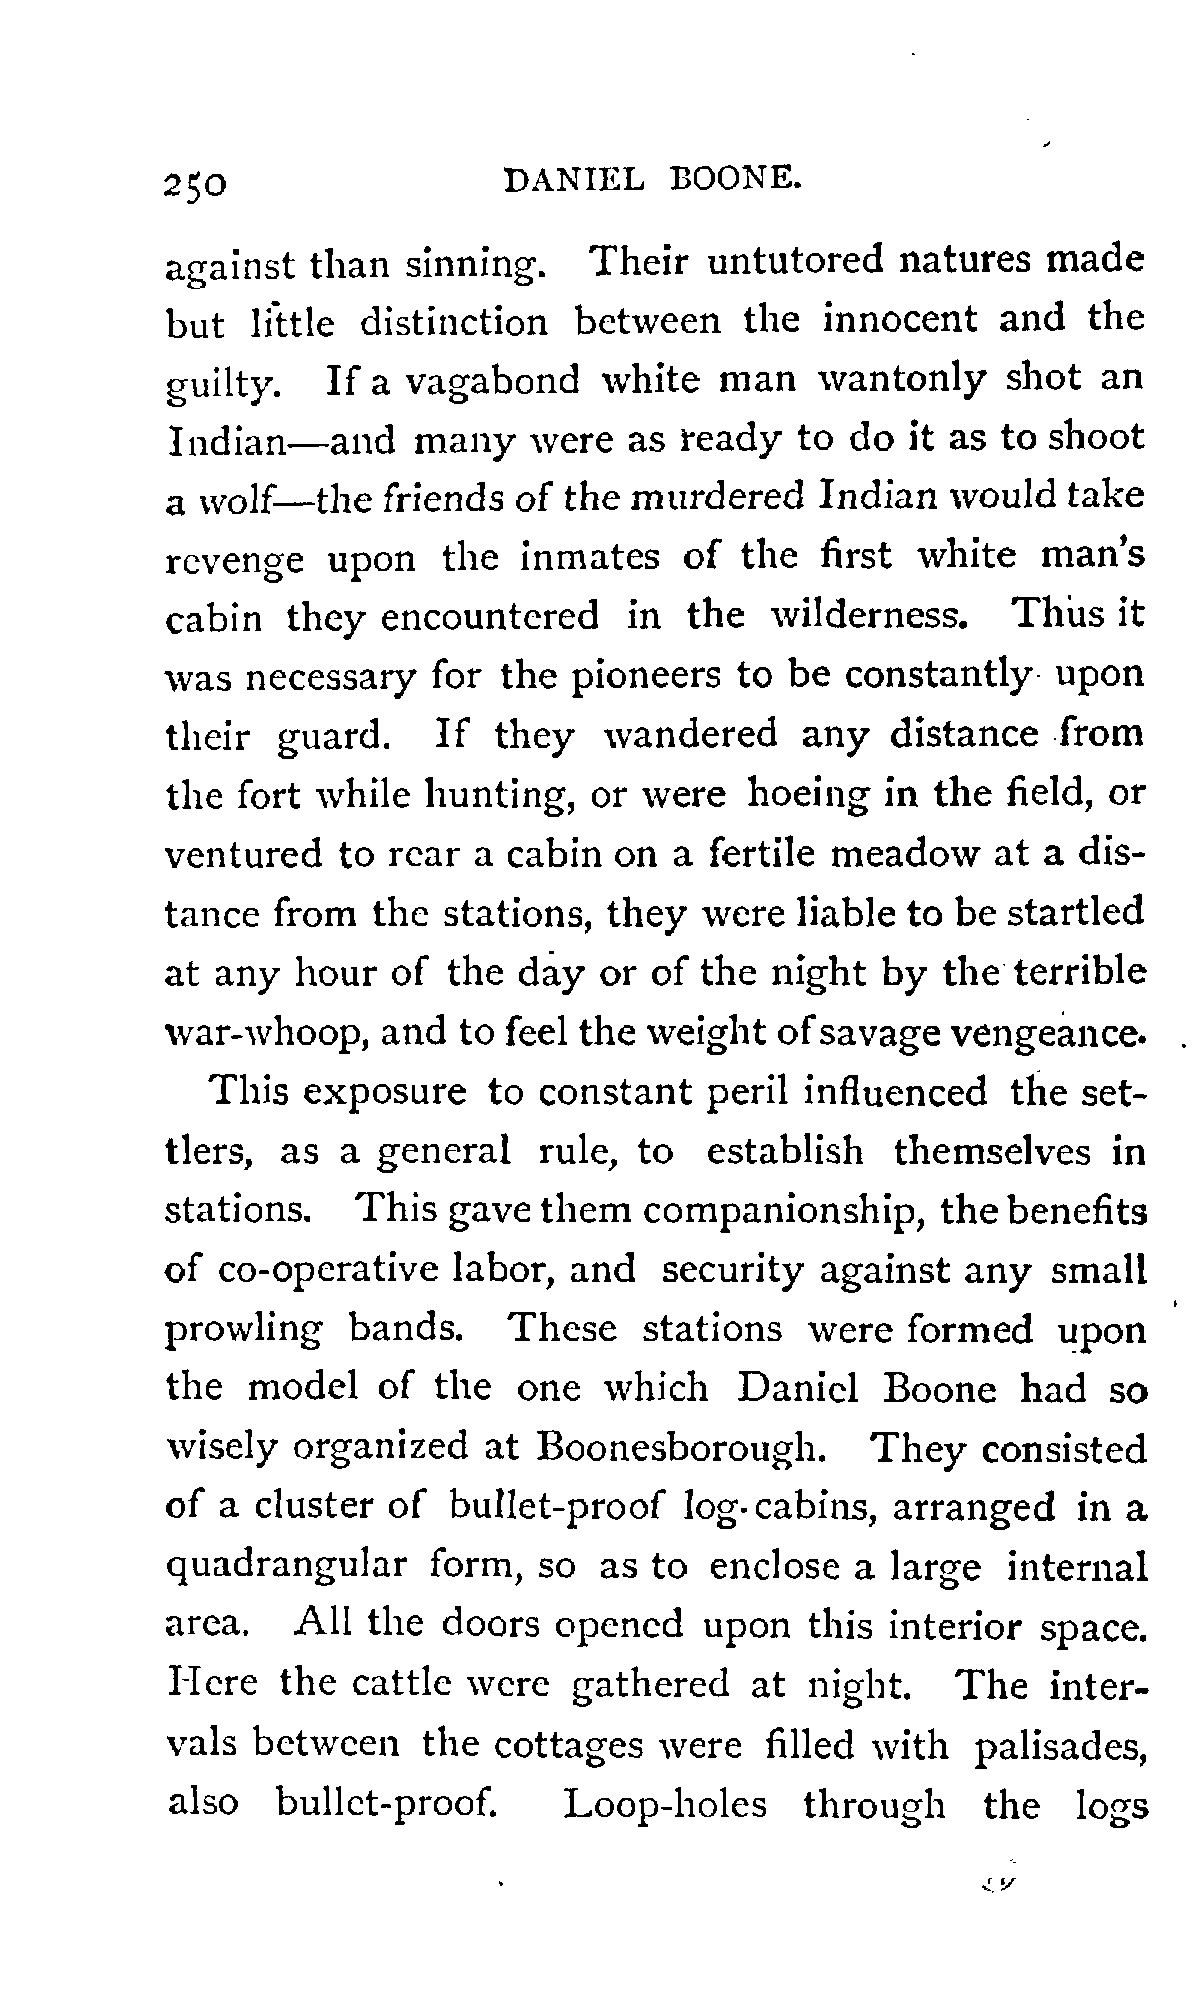 250 DANIEL BOONE.
against than sinning. Their untutored natures made
but little distinction between the innocent and the
guilty. If a vagabond white man wantonly shot an
Indian—and many were as ready to do it as to shoot
a wolf—the friends of the murdered Indian would take
revenge upon the inmates of the first white man's
cabin they encountered in the wilderness. Thus it
was necessary for the pioneers to be constantly upon
their guard. If they wandered any distance from
the fort while hunting, or were hoeing in the field, or
ventured to rear a cabin on a fertile meadow at a dis-
tance from the stations, they were liable to be startled
at any hour of the day or of the night by the terrible
war-whoop, and to feel the weight of savage vengeance.
This exposure to constant peril influenced the set-
tlers, as a general rule, to establish themselves in
stations. This gave them companionship, the benefits
of co-operative labor, and security against any small
prowling bands. These stations were formed upon
the model of the one which Daniel Boone had so
wisely organized at Boonesborough. They consisted
of a cluster of bullet-proof log-cabins, arranged in a
quadrangular form, so as to enclose a large internal
area. All the doors opened upon this interior space.
Here the cattle were gathered at night. The inter-
vals between the cottages were filled with palisades,
also bullet-proof. Loop-holes through the logs